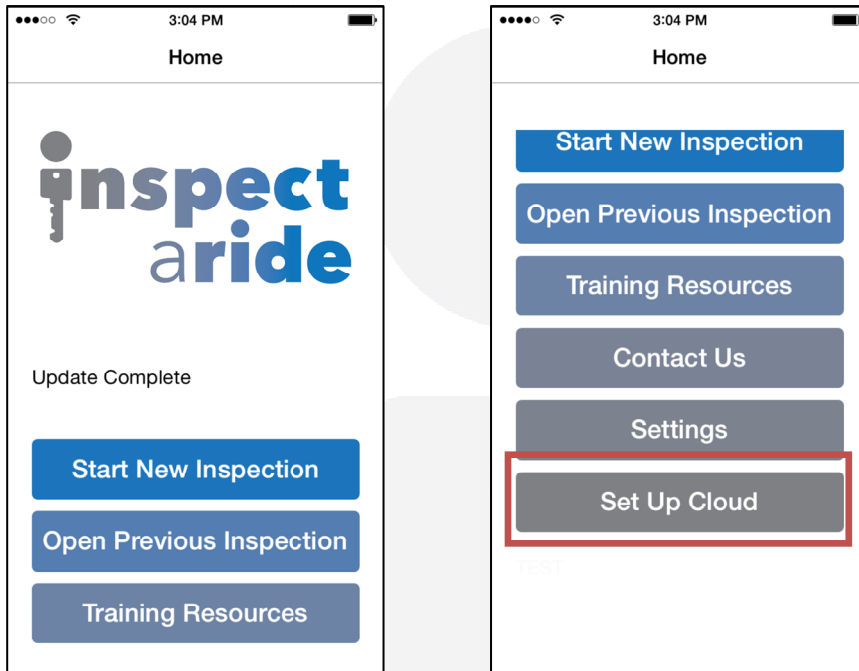 3:04 PM
Home
inspect
aride
Update Complete
Start New Inspection
Open Previous Inspection
Training Resources
3:04 PM
Home
Start New Inspection
Open Previous Inspection
Training Resources
Contact Us
Settings
Set Up Cloud
TEST